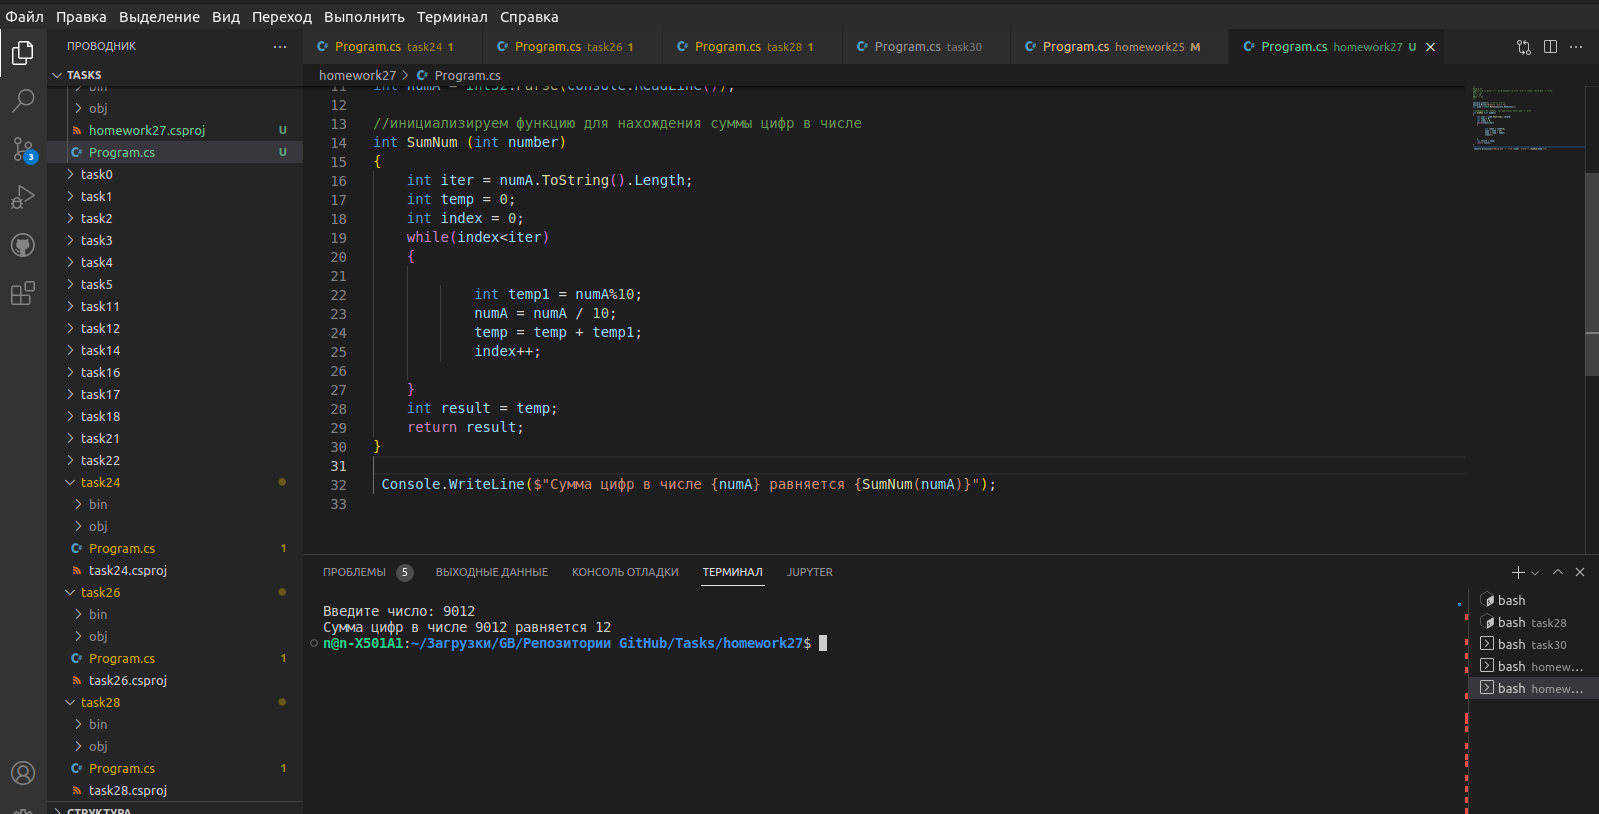 Файл Правка Выделение Вид Переход Выполнить Терминал Справка
ПРОВОДНИК
Program.cs task24 1
Program.cs task26 1
Program.cs task28 1
Program.cs task30
Program.cs homework25 M
Program.cs homework27 U
TASKS
bin
obj
homework27.csproj U
Program.cs U
task0
task1
task2
task3
task4
task5
task11
task12
task14
task16
task17
task18
task21
task22
task24
bin
obj
Program.cs 1
task24.csproj
task26
bin
obj
Program.cs 1
task26.csproj
task28
bin
obj
Program.cs 1
task28.csproj
СТРУКТУРА
3
homework27 > Program.cs
11 int numA = Int32.Parse(Console.ReadLine());
12
13 //инициализируем функцию для нахождения суммы цифр в числе
14 int SumNum (int number)
15 {
16 int iter = numA.ToString().Length;
17 int temp = 0;
18 int index = 0;
19 while(index<iter)
20 {
21
22 int temp1 = numA%10;
23 numA = numA / 10;
24 temp = temp + temp1;
25 index++;
26
27 }
28 int result = temp;
29 return result;
30 }
31
32 Console.WriteLine($"Сумма цифр в числе {numA} равняется {SumNum(numA)}");
33
ПРОБЛЕМЫ 5 ВЫХОДНЫЕ ДАННЫЕ КОНСОЛЬ ОТЛАДКИ ТЕРМИНАЛ JUPYTER
Введите число: 9012
Сумма цифр в числе 9012 равняется 12
n@n-X501A1:~/Загрузки/GB/Репозитории GitHub/Tasks/homework27$
bash
bash task28
bash task30
bash homew...
bash homew...